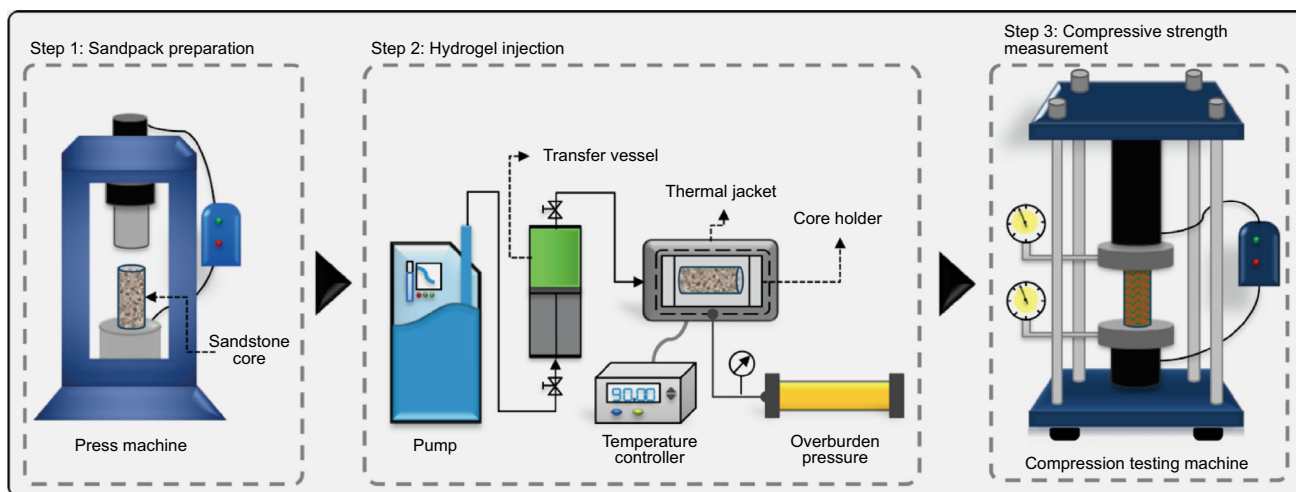 Step 1: Sandpack preparation
Sandstone
core
Press machine
Step 2: Hydrogel injection
Transfer vessel
Thermal jacket
Core holder
90.00
Pump
Temperature
controller
Overburden
pressure
Step 3: Compressive strength
measurement
Compression testing machine